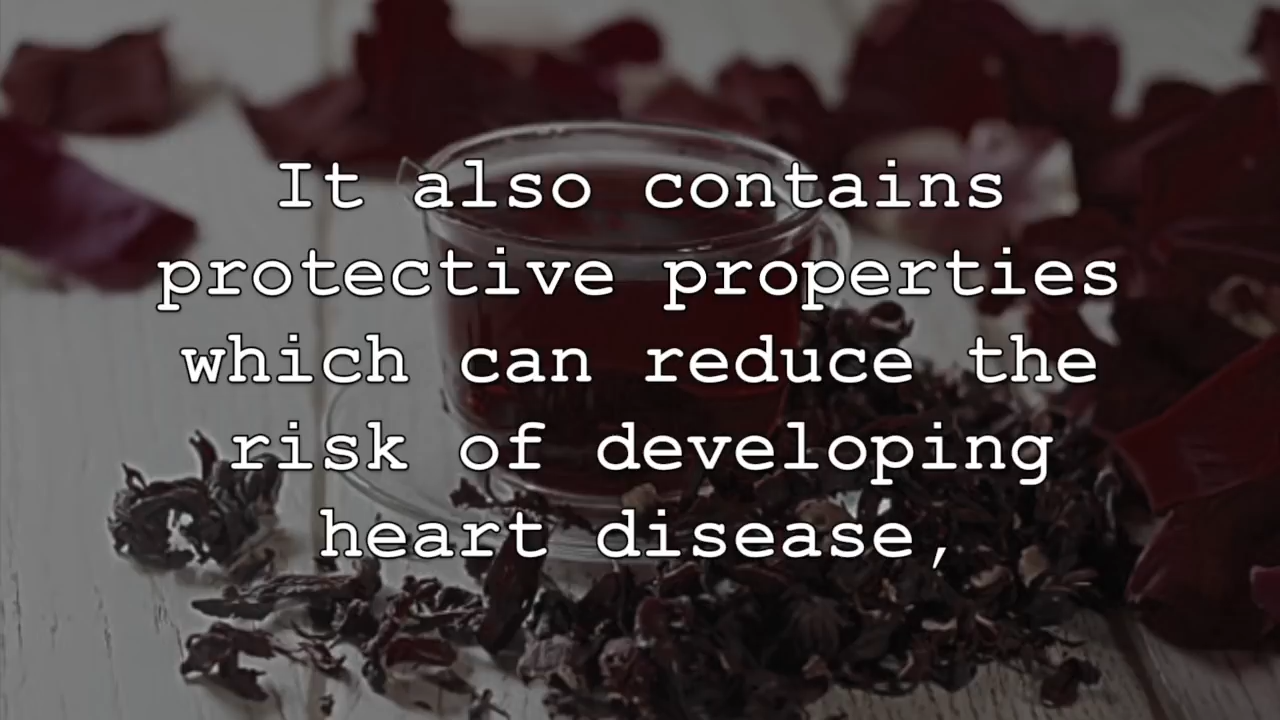 It also contains
protective properties
which can reduce the
risk of developing
heart disease,